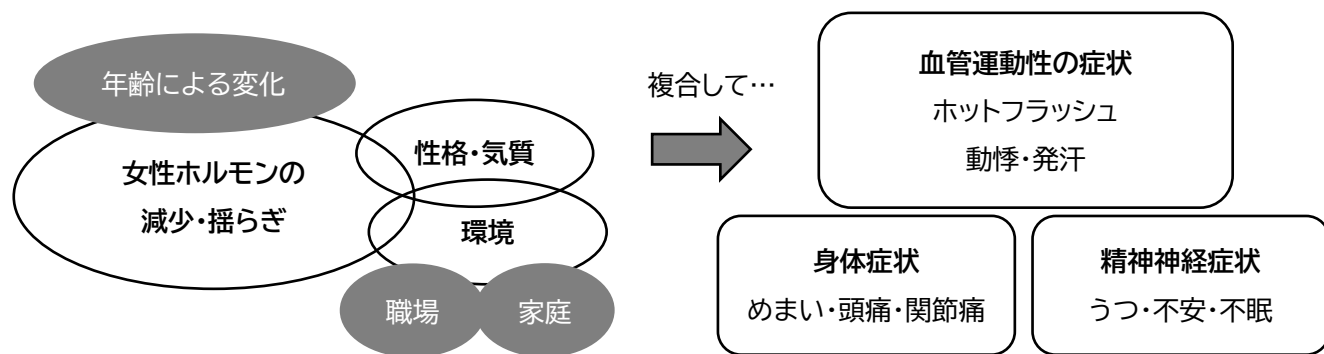 年齢による変化
女性ホルモンの
減少・揺らぎ
性格・気質
環境
職場
家庭
複合して…
血管運動性の症状
ホットフラッシュ
動悸・発汗
身体症状
めまい・頭痛・関節痛
精神神経症状
うつ・不安・不眠